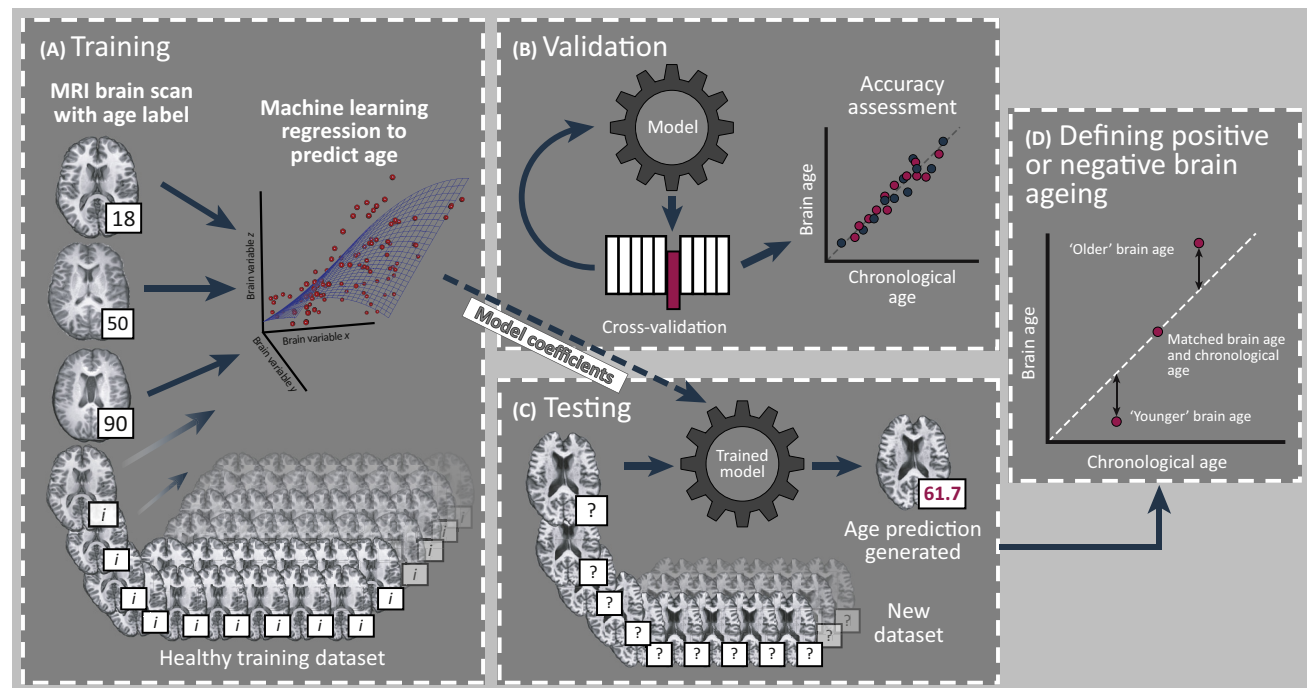 (A) Training
MRI brain scan
with age label
18
50
90
Machine learning
regression to
predict age
Brain variable z
Brain variable x
Brain variable y
i
i
i
i
i
i
i
i
i
i
i
i
i
Healthy training dataset
Model coefficients
(B) Validation
Model
Cross-validation
Accuracy
assessment
Brain age
Chronological
age
(C) Testing
?
?
?
?
?
?
?
?
?
?
?
Trained
model
61.7
Age prediction
generated
New
dataset
(D) Defining positive
or negative brain
ageing
Brain age
'Older' brain age
Matched brain age
and chronological
age
'Younger' brain age
Chronological age